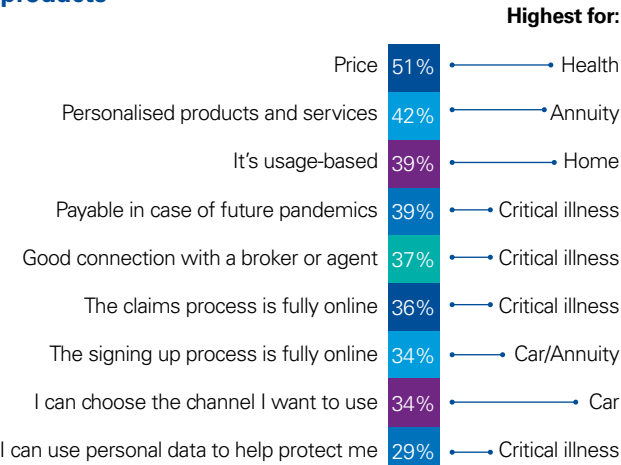 products
Highest for:
Price 51% Health
Personalised products and services 42% Annuity
It's usage-based 39% Home
Payable in case of future pandemics 39% Critical illness
Good connection with a broker or agent 37% Critical illness
The claims process is fully online 36% Critical illness
The signing up process is fully online 34% Car/Annuity
I can choose the channel I want to use 34% Car
I can use personal data to help protect me 29% Critical illness